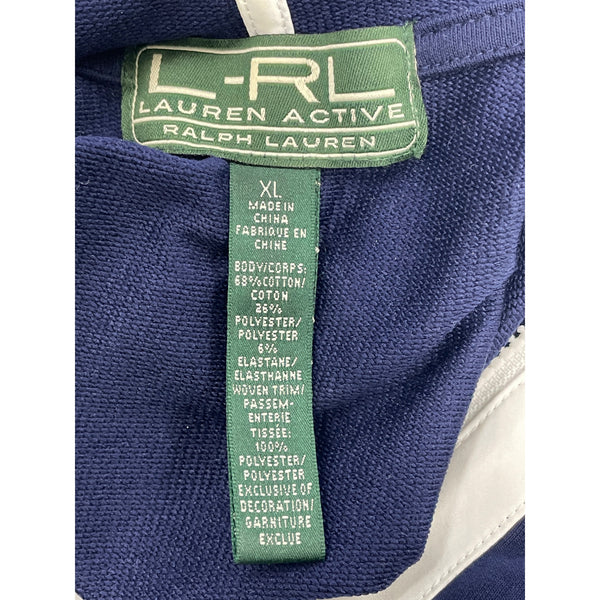 L-RL
LAUREN ACTIVE
RALPH LAUREN
XL
MADE IN
CHINA
FABRIQUE EN
CHINE
BODY/CORPS:
68% COTTON/
COTON
26%
POLYESTER/
POLYESTER
6%
ELASTANE/
ELASTHANNE
WOVEN TRIM/
PASSEM-
ENTERIE
TISSÉE:
100%
POLYESTER/
POLYESTER
EXCLUSIVE OF
DECORATION/
GARNITURE
EXCLUE